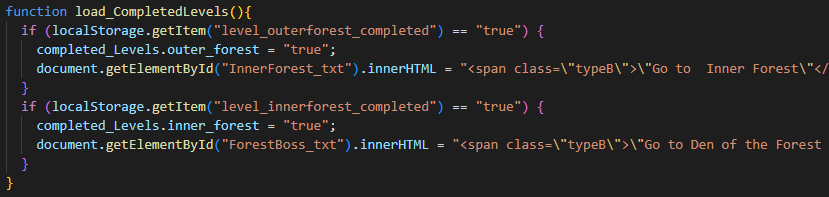 function load_CompletedLevels(){
if (localStorage.getItem("level_outerforest_completed") == "true") {
completed_Levels.outer_forest = "true";
document.getElementById("InnerForest_txt").innerHTML = "<span class=\"typeB\">\"Go to  Inner Forest\"</
}
if (localStorage.getItem("level_innerforest_completed") == "true") {
completed_Levels.inner_forest = "true";
document.getElementById("ForestBoss_txt").innerHTML = "<span class=\"typeB\">\"Go to Den of the Forest
}
}